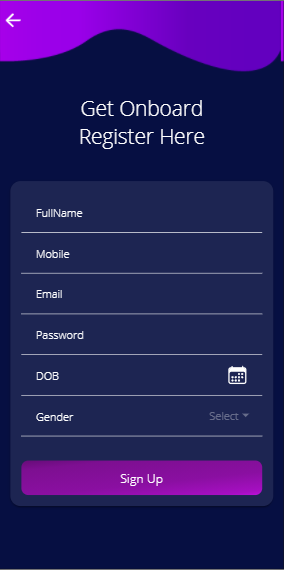 Get Onboard
Register Here
FullName
Mobile
Email
Password
DOB
Gender Select
Sign Up